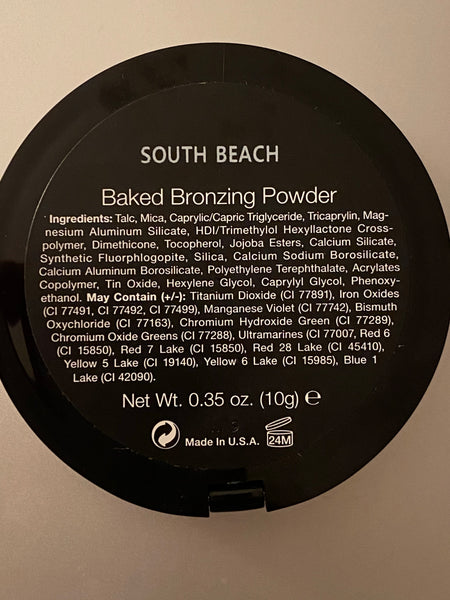 SOUTH BEACH
Baked Bronzing Powder
Ingredients: Talc, Mica, Caprylic/Capric Triglyceride, Tricaprylin, Mag-
nesium Aluminum Silicate, HDI/Trimethylol Hexyllactone Cross-
polymer, Dimethicone, Tocopherol, Jojoba Esters, Calcium Silicate,
Synthetic Fluorphlogopite, Silica, Calcium Sodium Borosilicate,
Calcium Aluminum Borosilicate, Polyethylene Terephthalate, Acrylates
Copolymer, Tin Oxide, Hexylene Glycol, Caprylyl Glycol, Phenoxy-
ethanol. May Contain (+/-): Titanium Dioxide (CI 77891), Iron Oxides
(CI 77491, CI 77492, CI 77499), Manganese Violet (CI 77742), Bismuth
Oxychloride (CI 77163), Chromium Hydroxide Green (CI 77289),
Chromium Oxide Greens (CI 77288), Ultramarines (CI 77007, Red 6
(CI 15850), Red 7 Lake (CI 15850), Red 28 Lake (CI 45410),
Yellow 5 Lake (CI 19140), Yellow 6 Lake (CI 15985), Blue 1
Lake (CI 42090).
Net Wt. 0.35 oz. (10g) ℮
Made In U.S.A. 24M